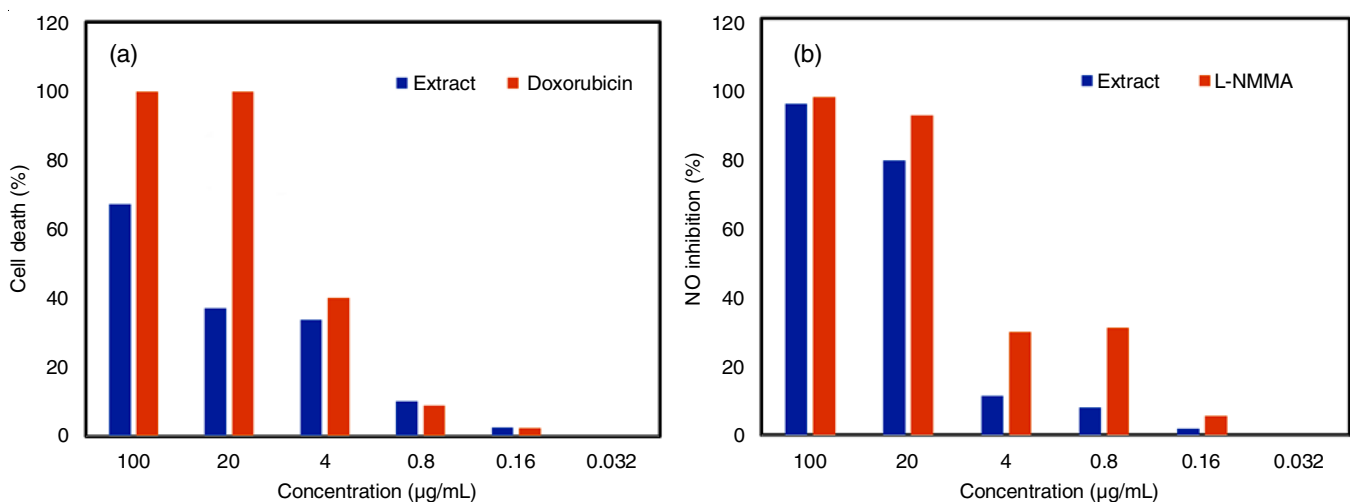 (a)
Extract Doxorubicin
Cell death (%)
120
100
80
60
40
20
0
100 20 4 0.8 0.16 0.032
Concentration (µg/mL)
(b)
Extract L-NMMA
NO inhibition (%)
120
100
80
60
40
20
0
100 20 4 0.8 0.16 0.032
Concentration (µg/mL)